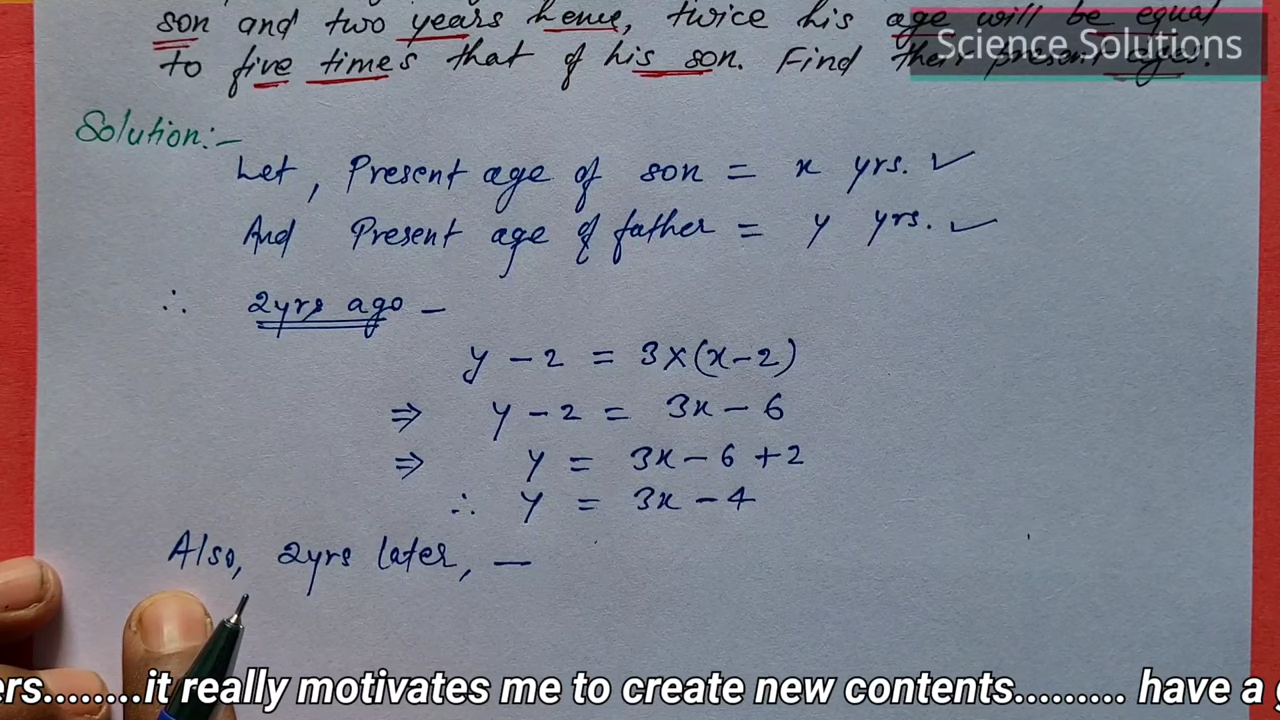 son and two years hence, twice his age will be equal
Science Solutions
to five times that of his son. Find their present ages.
Solution:-
Let, Present age of son = x yrs. ✓
And Present age of father = y yrs. ✓
∴ 2yrs ago –
y – 2 = 3×(x–2)
⇒ y – 2 = 3x – 6
⇒ y = 3x – 6 + 2
∴ y = 3x – 4
Also, 2yrs later, —
ers........it really motivates me to create new contents......... have a g